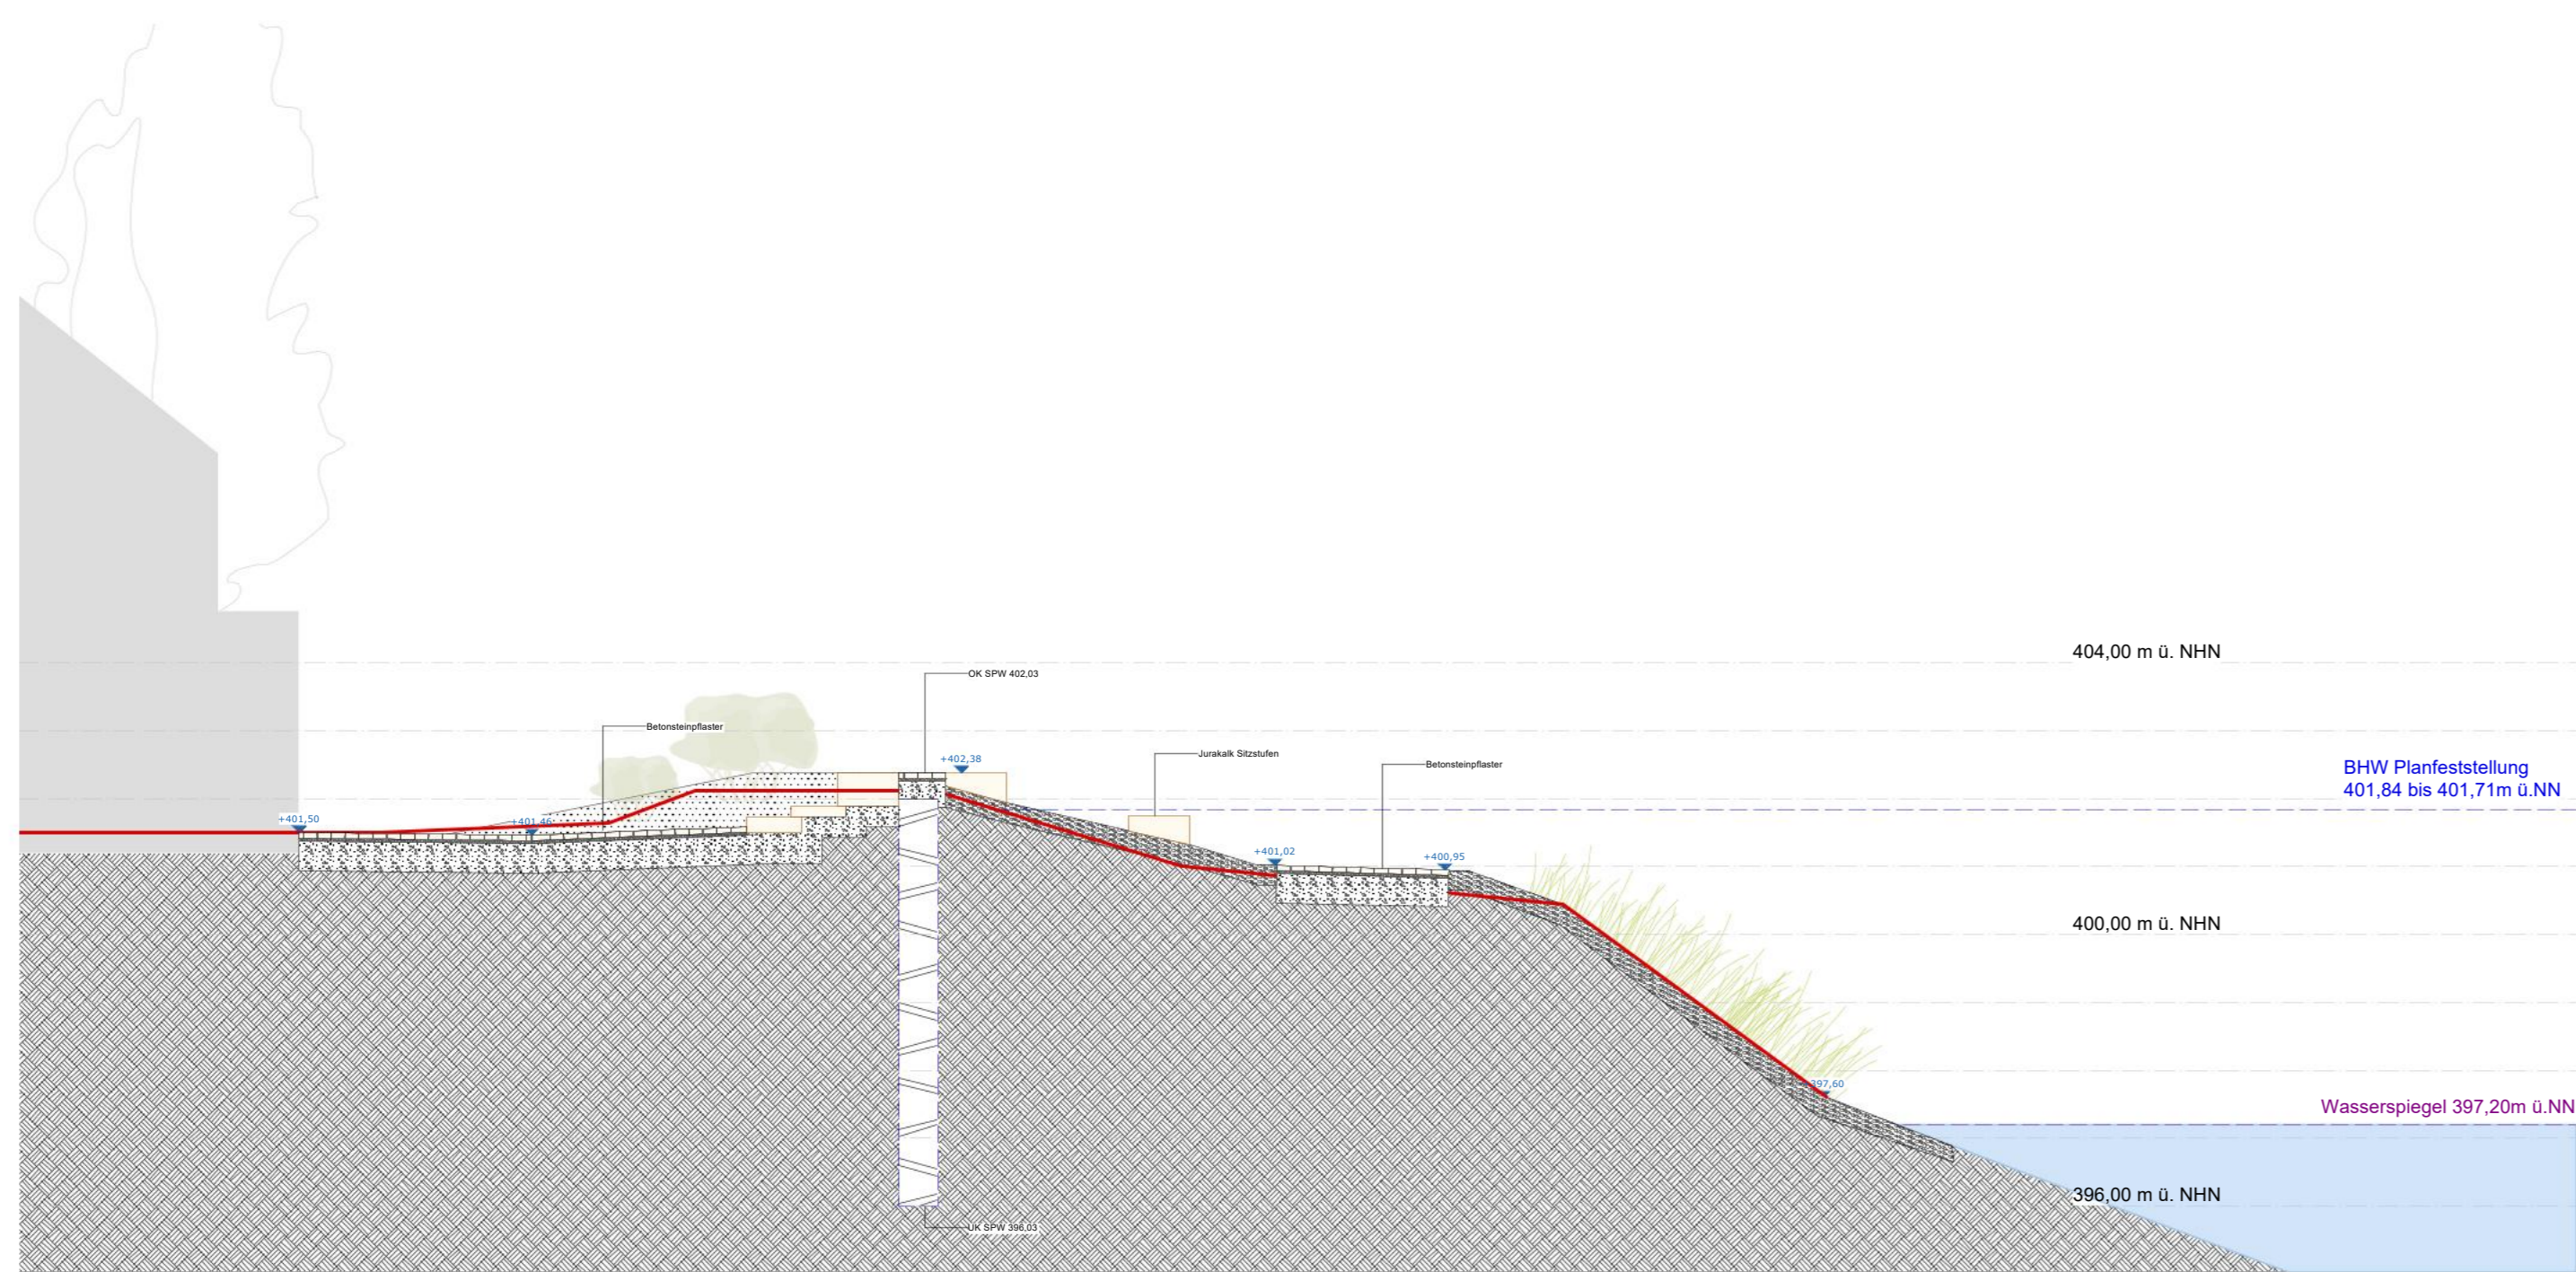 404,00 m ü. NHN
OK SPW 402,03
Betonsteinpflaster
+402,38
Jurakalk Sitzstufen
Betonsteinpflaster
BHW Planfeststellung
401,84 bis 401,71m ü.NN
+401,50
+401,46
+401,02
+400,95
400,00 m ü. NHN
397,60
Wasserspiegel 397,20m ü.NN
396,00 m ü. NHN
UK SPW 396,03